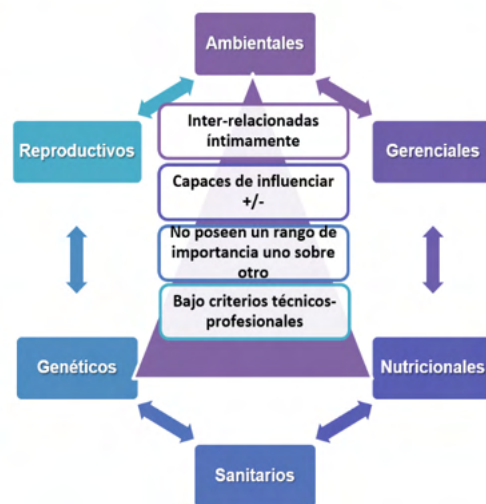 Ambientales
Inter-relacionadas
íntimamente
Reproductivos
Gerenciales
Capaces de influenciar
+/-
No poseen un rango de
importancia uno sobre
otro
Bajo criterios técnicos-
profesionales
Genéticos
Nutricionales
Sanitarios